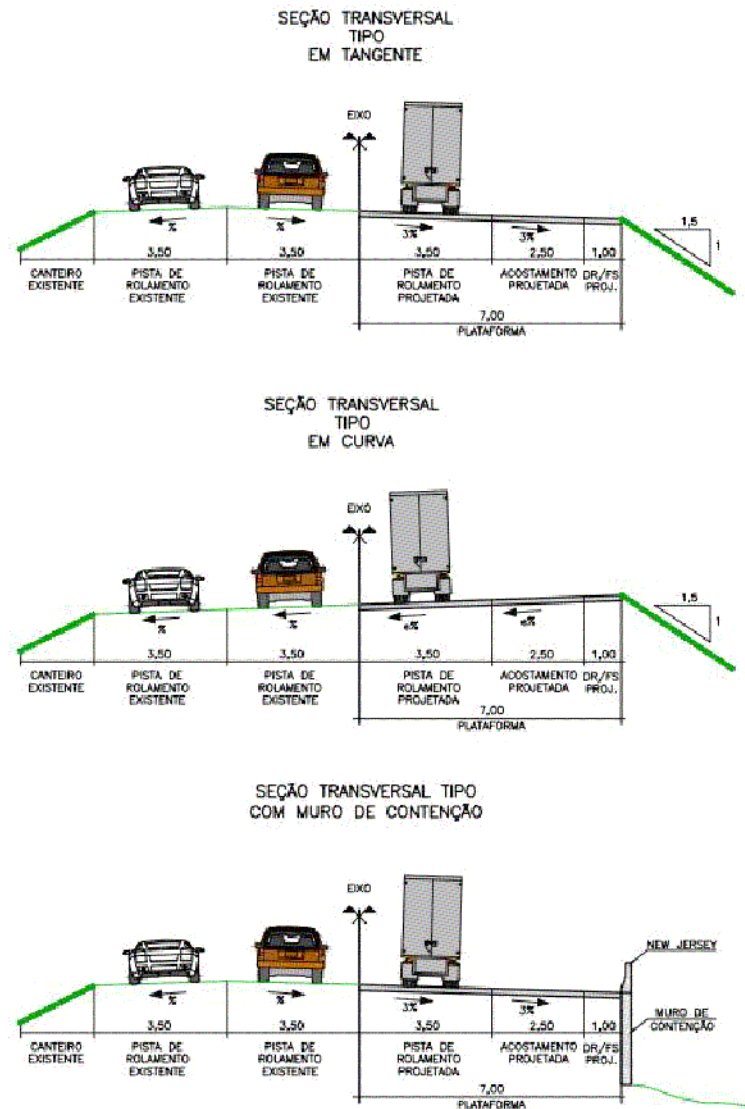 SEÇÃO TRANSVERSAL
TIPO
EM TANGENTE
EIXO
% % 3% 3% 1,5 1
3,50 3,50 3,50 2,50 1,00
CANTEIRO PISTA DE PISTA DE PISTA DE ACOSTAMENTO DR/FS
EXISTENTE ROLAMENTO ROLAMENTO ROLAMENTO PROJETADA PROJ.
EXISTENTE EXISTENTE PROJETADA
7,00
PLATAFORMA
SEÇÃO TRANSVERSAL
TIPO
EM CURVA
EIXO
% % e% e% 1,5 1
3,50 3,50 3,50 2,50 1,00
CANTEIRO PISTA DE PISTA DE PISTA DE ACOSTAMENTO DR/FS
EXISTENTE ROLAMENTO ROLAMENTO ROLAMENTO PROJETADA PROJ.
EXISTENTE EXISTENTE PROJETADA
7,00
PLATAFORMA
SEÇÃO TRANSVERSAL TIPO
COM MURO DE CONTENÇÃO
EIXO
NEW JERSEY
% % 3% 3%
MURO DE
CONTENÇÃO
3,50 3,50 3,50 2,50 1,00
CANTEIRO PISTA DE PISTA DE PISTA DE ACOSTAMENTO DR/FS
EXISTENTE ROLAMENTO ROLAMENTO ROLAMENTO PROJETADA PROJ.
EXISTENTE EXISTENTE PROJETADA
7,00
PLATAFORMA